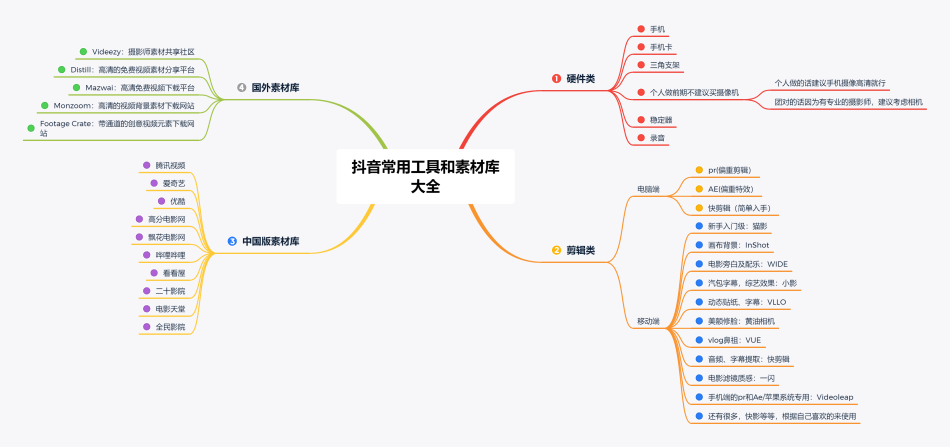 抖音常用工具和素材库
大全
1 硬件类
手机
手机卡
三角支架
个人做前期不建议买摄像机
个人做的话建议手机摄像高清就行
团对的话因为有专业的摄影师，建议考虑相机
稳定器
录音
2 剪辑类
电脑端
pr(偏重剪辑)
AE(偏重特效)
快剪辑（简单入手）
移动端
新手入门级：猫影
画布背景：InShot
电影旁白及配乐：WIDE
汽包字幕，综艺效果：小影
动态贴纸、字幕：VLLO
美颜修脸：黄油相机
vlog鼻祖：VUE
音频、字幕提取：快剪辑
电影滤镜质感：一闪
手机端的pr和Ae/苹果系统专用：Videoleap
还有很多，快影等等，根据自己喜欢的来使用
3 中国版素材库
腾讯视频
爱奇艺
优酷
高分电影网
飘花电影网
哔哩哔哩
看看屋
二十影院
电影天堂
全民影院
4 国外素材库
Videezy：摄影师素材共享社区
Distill：高清的免费视频素材分享平台
Mazwai：高清免费视频下载平台
Monzoom：高清的视频背景素材下载网站
Footage Crate：带通道的创意视频元素下载网
站